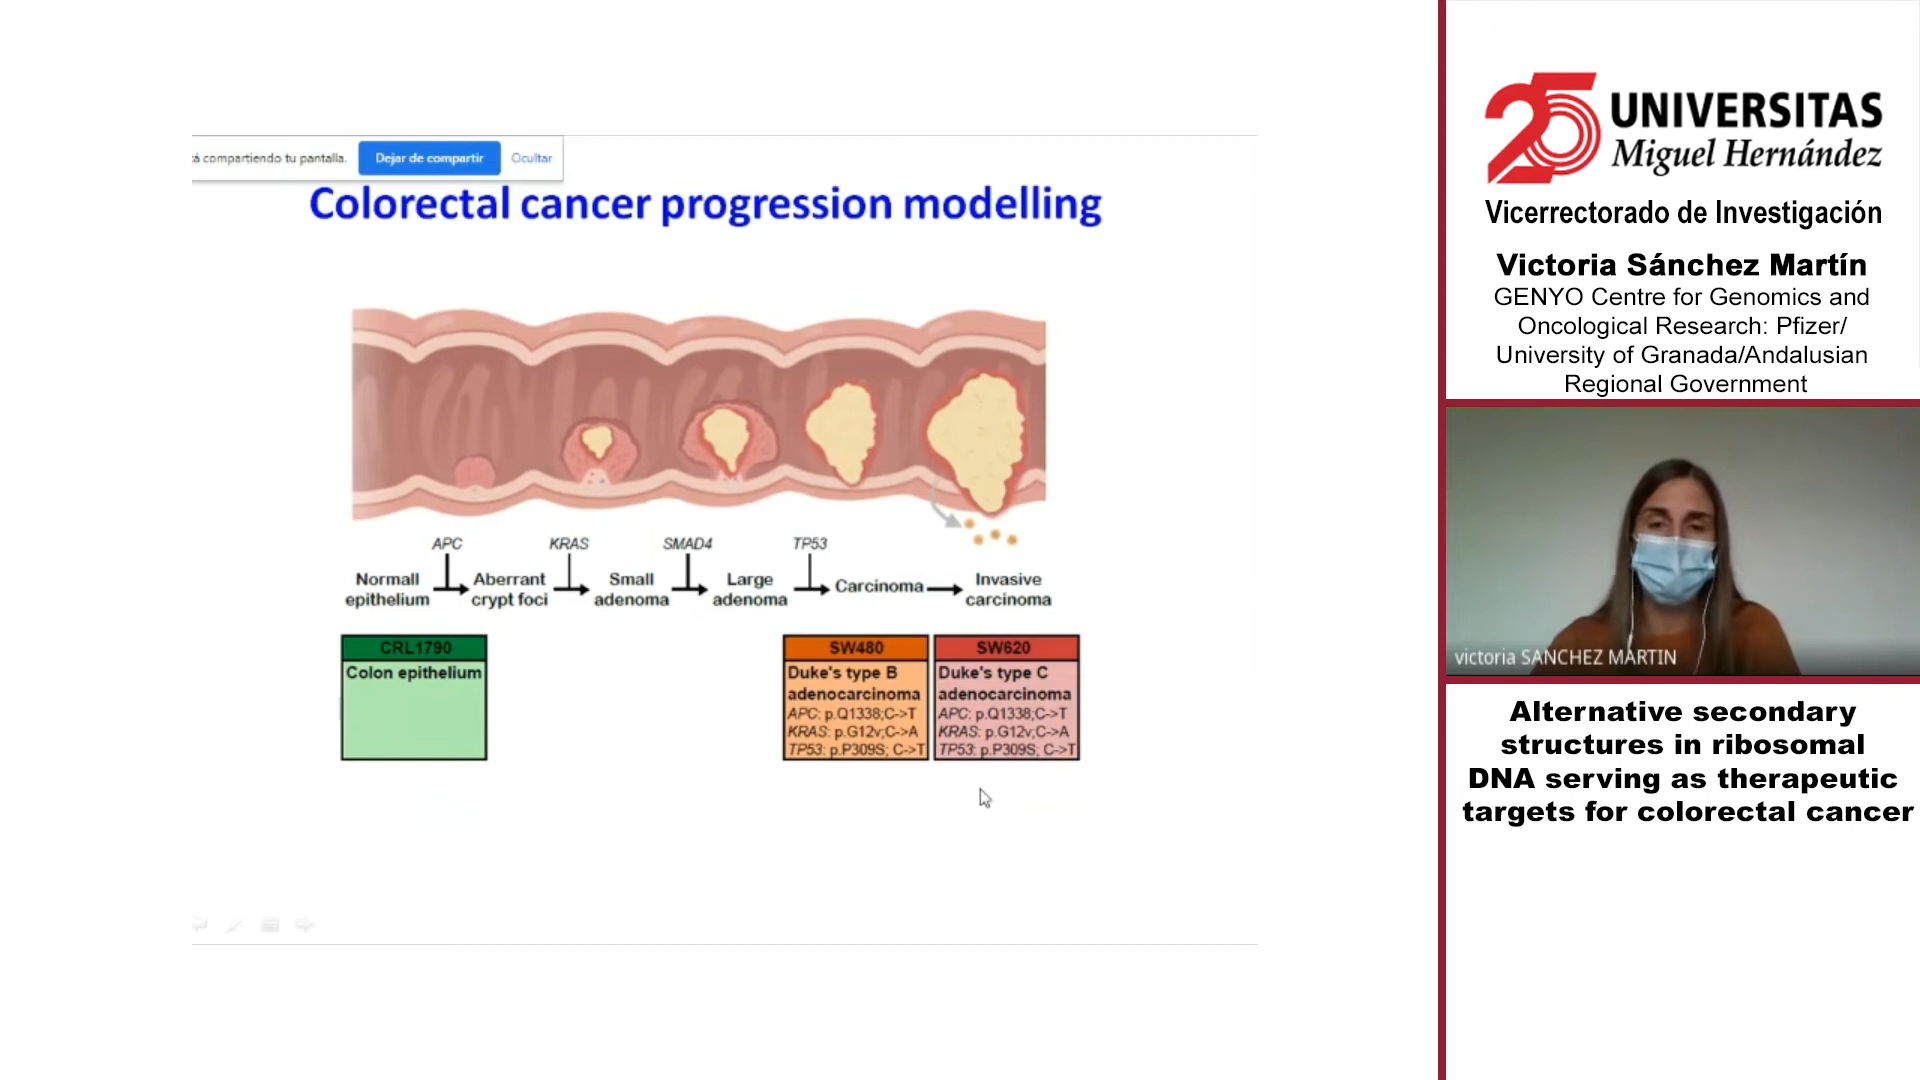 á compartiendo tu pantalla. Dejar de compartir Ocultar
Colorectal cancer progression modelling
APC KRAS SMAD4 TP53
Normall epithelium
Aberrant crypt foci
Small adenoma
Large adenoma
Carcinoma
Invasive carcinoma
CRL1790
Colon epithelium
SW480
Duke's type B
adenocarcinoma
APC: p.Q1338;C->T
KRAS: p.G12v;C->A
TP53: p.P309S; C->T
SW620
Duke's type C
adenocarcinoma
APC: p.Q1338;C->T
KRAS: p.G12v;C->A
TP53: p.P309S; C->T
25 UNIVERSITAS
Miguel Hernández
Vicerrectorado de Investigación
Victoria Sánchez Martín
GENYO Centre for Genomics and
Oncological Research: Pfizer/
University of Granada/Andalusian
Regional Government
victoria SANCHEZ MARTIN
Alternative secondary
structures in ribosomal
DNA serving as therapeutic
targets for colorectal cancer